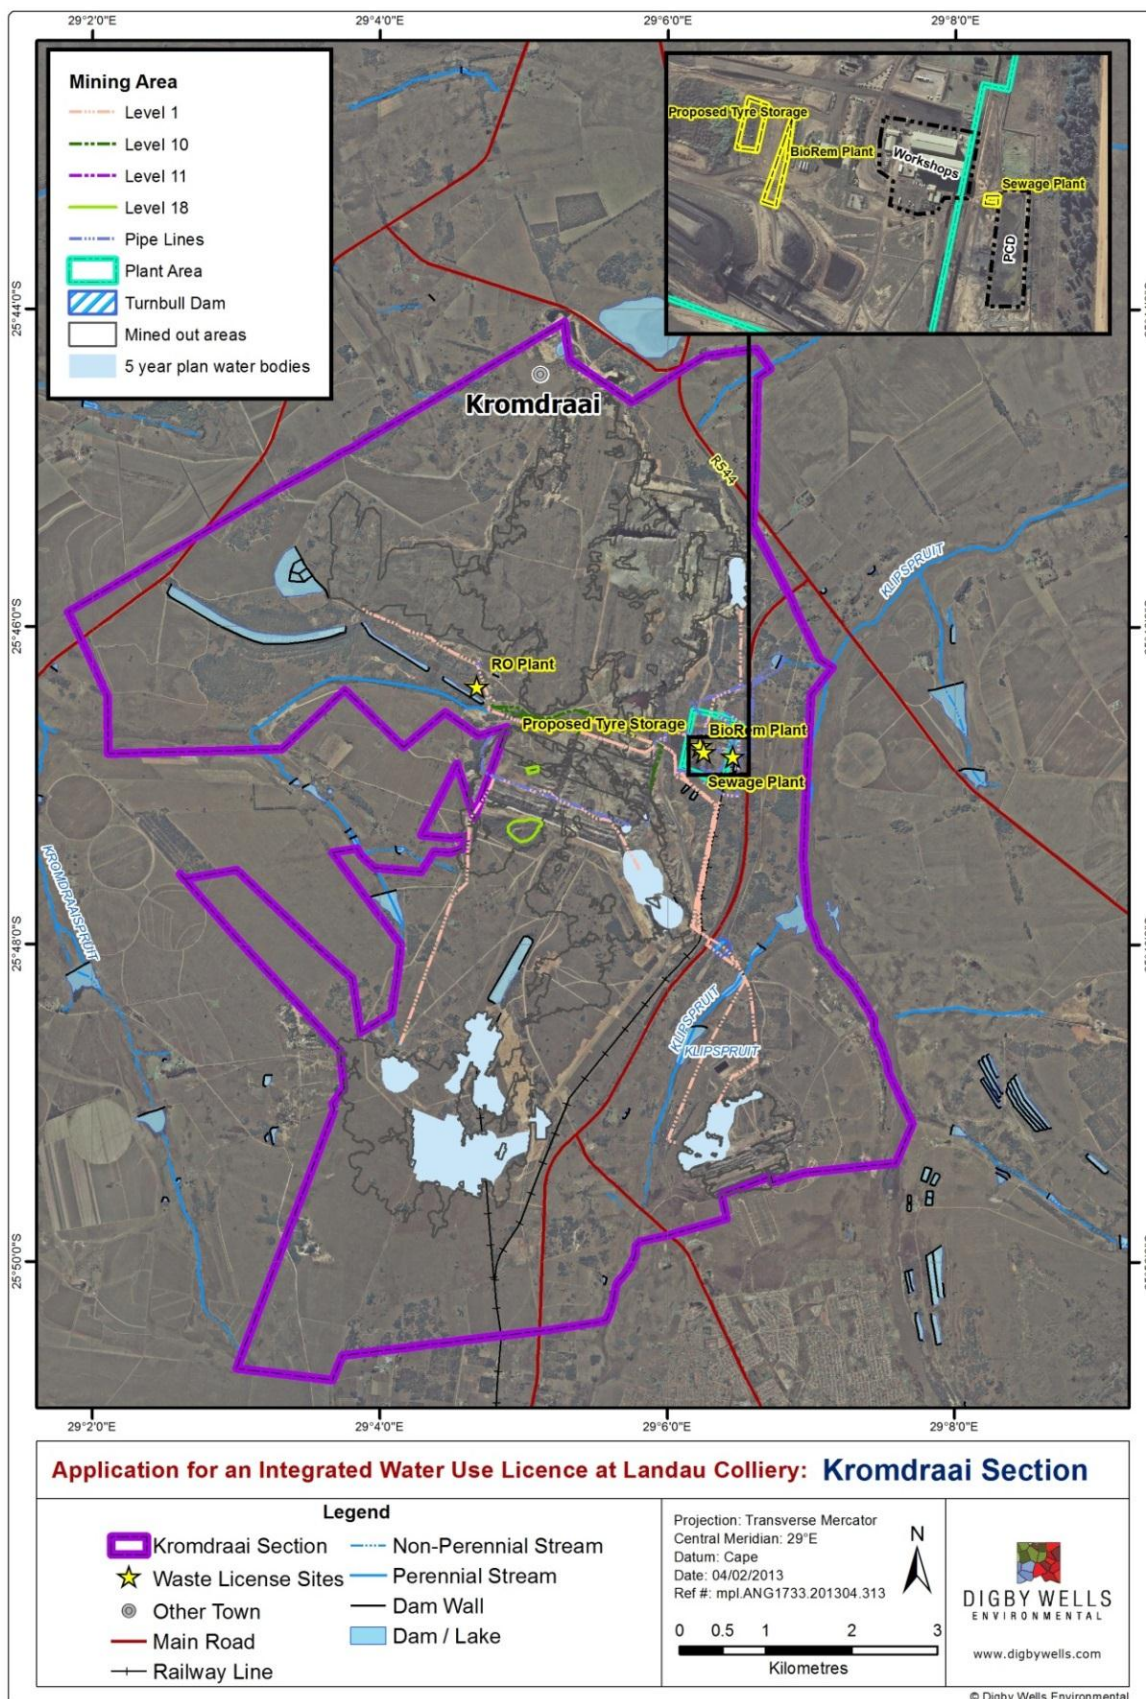 29°2'0"E
29°4'0"E
29°6'0"E
29°8'0"E
Mining Area
Level 1
Level 10
Level 11
Level 18
Pipe Lines
Plant Area
Turnbull Dam
Mined out areas
5 year plan water bodies
Proposed Tyre Storage
BioRem Plant
Workshops
Sewage Plant
PCD
25°44'0"S
Kromdraai
R544
KLIPSPRUIT
25°46'0"S
RO Plant
Proposed Tyre Storage
BioRem Plant
Sewage Plant
KROMDRAAISPRUIT
25°48'0"S
KLIPSPRUIT
KLIPSPRUIT
25°50'0"S
29°2'0"E
29°4'0"E
29°6'0"E
29°8'0"E
Application for an Integrated Water Use Licence at Landau Colliery: Kromdraai Section
Legend
Kromdraai Section
Waste License Sites
Other Town
Main Road
Railway Line
Non-Perennial Stream
Perennial Stream
Dam Wall
Dam / Lake
Projection: Transverse Mercator
Central Meridian: 29°E
Datum: Cape
Date: 04/02/2013
Ref #: mpl.ANG1733.201304.313
N
0 0.5 1 2 3
Kilometres
DIGBY WELLS
ENVIRONMENTAL
www.digbywells.com
© Digby Wells Environmental